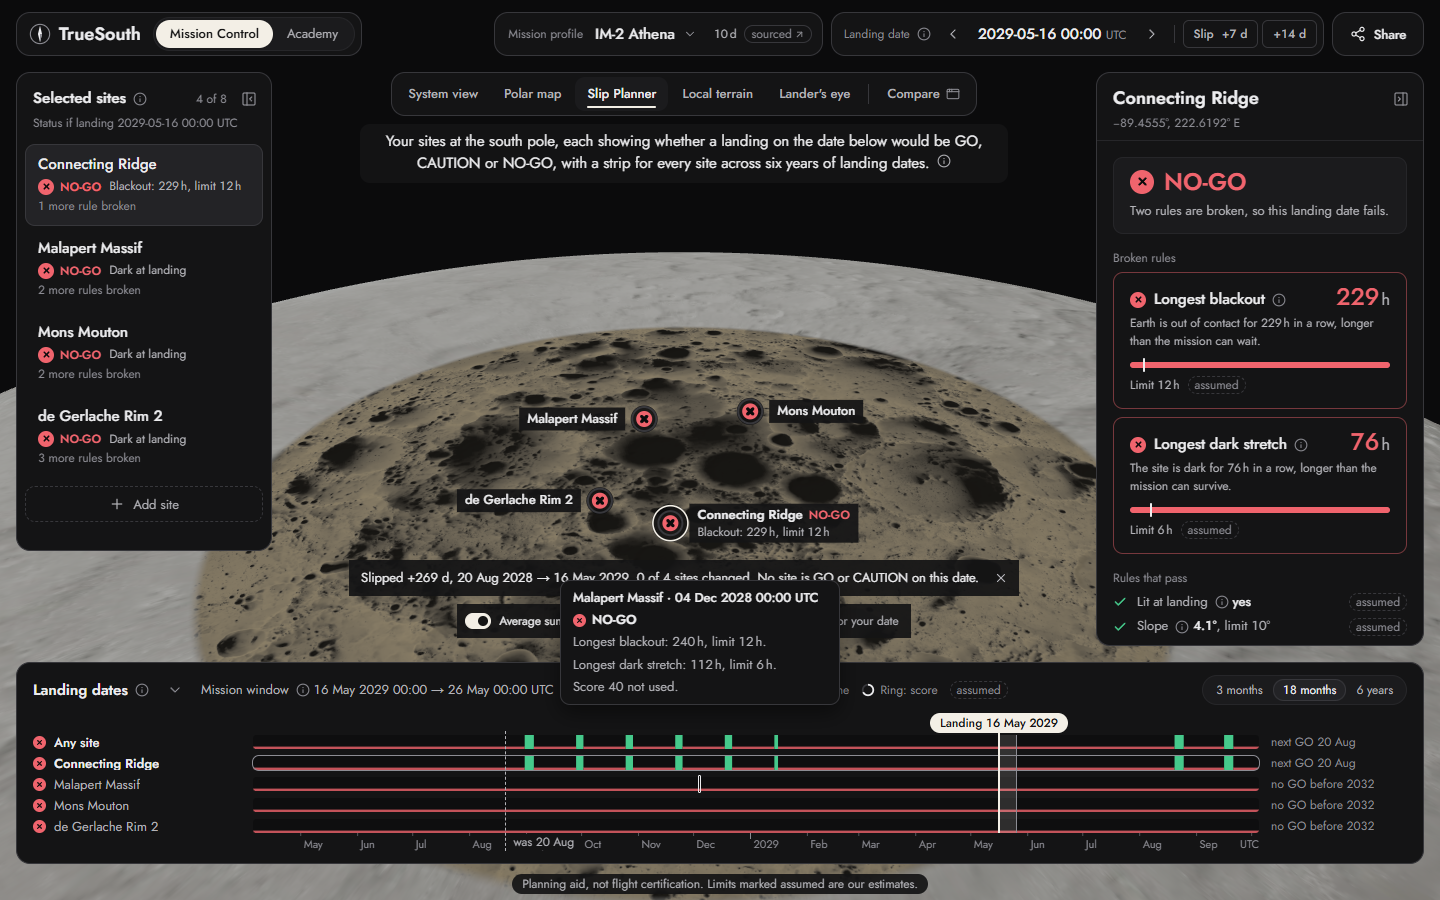 TrueSouth
Mission Control
Academy
Mission profile IM-2 Athena 10 d sourced ↗
Landing date 2029-05-16 00:00 UTC
Slip +7 d +14 d
Share
Selected sites 4 of 8
Status if landing 2029-05-16 00:00 UTC
Connecting Ridge
NO-GO Blackout: 229 h, limit 12 h
1 more rule broken
Malapert Massif
NO-GO Dark at landing
2 more rules broken
Mons Mouton
NO-GO Dark at landing
2 more rules broken
de Gerlache Rim 2
NO-GO Dark at landing
3 more rules broken
+ Add site
System view Polar map Slip Planner Local terrain Lander's eye Compare
Your sites at the south pole, each showing whether a landing on the date below would be GO,
CAUTION or NO-GO, with a strip for every site across six years of landing dates.
Malapert Massif
Mons Mouton
de Gerlache Rim 2
Connecting Ridge NO-GO
Blackout: 229 h, limit 12 h
Slipped +269 d, 20 Aug 2028 → 16 May 2029. 0 of 4 sites changed. No site is GO or CAUTION on this date.
Average sun
or your date
Malapert Massif · 04 Dec 2028 00:00 UTC
NO-GO
Longest blackout: 240 h, limit 12 h.
Longest dark stretch: 112 h, limit 6 h.
Score 40 not used.
Connecting Ridge
−89.4555°, 222.6192° E
NO-GO
Two rules are broken, so this landing date fails.
Broken rules
Longest blackout 229 h
Earth is out of contact for 229 h in a row, longer
than the mission can wait.
Limit 12 h assumed
Longest dark stretch 76 h
The site is dark for 76 h in a row, longer than the
mission can survive.
Limit 6 h assumed
Rules that pass
Lit at landing yes assumed
Slope 4.1°, limit 10° assumed
Landing dates
Mission window 16 May 2029 00:00 → 26 May 00:00 UTC
Ring: score assumed
3 months 18 months 6 years
Landing 16 May 2029
Any site next GO 20 Aug
Connecting Ridge next GO 20 Aug
Malapert Massif no GO before 2032
Mons Mouton no GO before 2032
de Gerlache Rim 2 no GO before 2032
May Jun Jul Aug was 20 Aug Oct Nov Dec 2029 Feb Mar Apr May Jun Jul Aug Sep UTC
Planning aid, not flight certification. Limits marked assumed are our estimates.